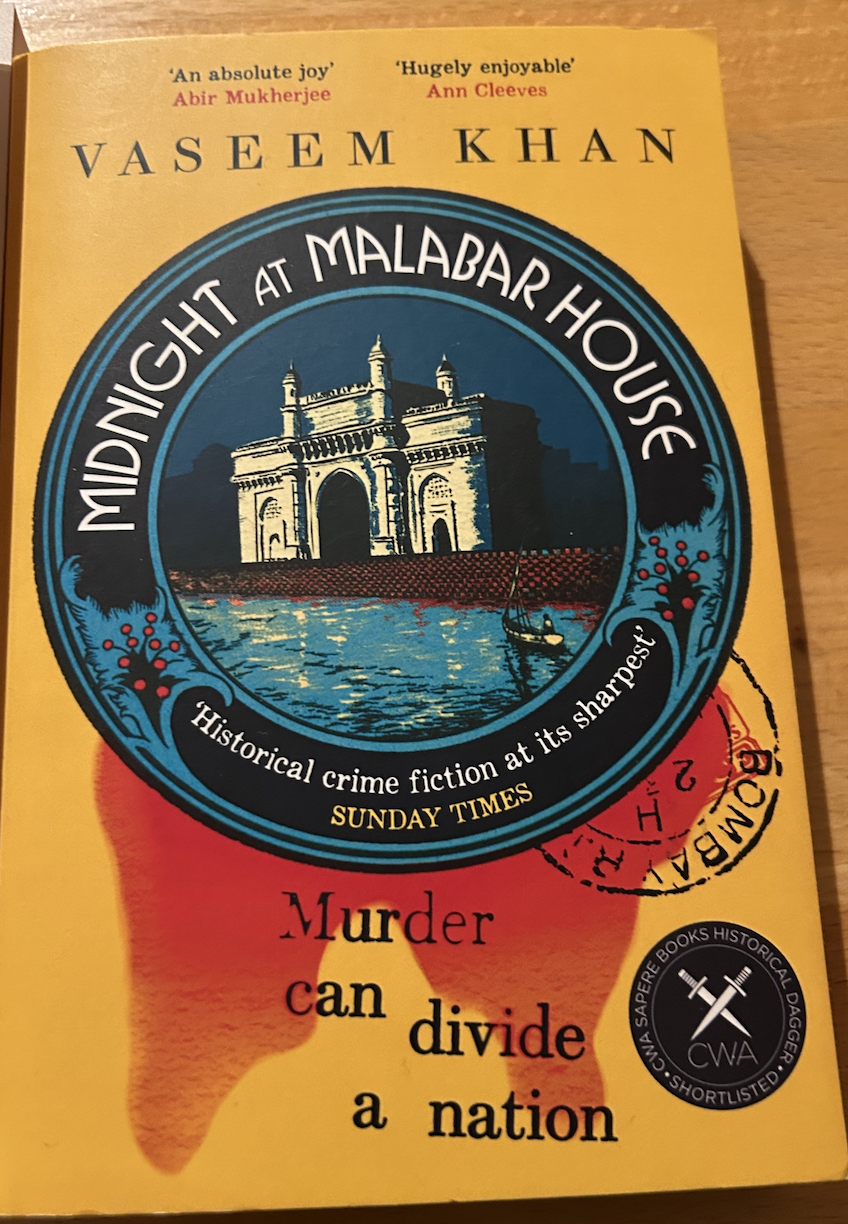 'An absolute joy'
Abir Mukherjee
'Hugely enjoyable'
Ann Cleeves
VASEEM KHAN
MIDNIGHT AT MALABAR HOUSE
'Historical crime fiction at its sharpest'
SUNDAY TIMES
BOMBAY
2
H
Murder
can
divide
a nation
CWA SAPERE BOOKS HISTORICAL DAGGER
CWA
• SHORTLISTED •